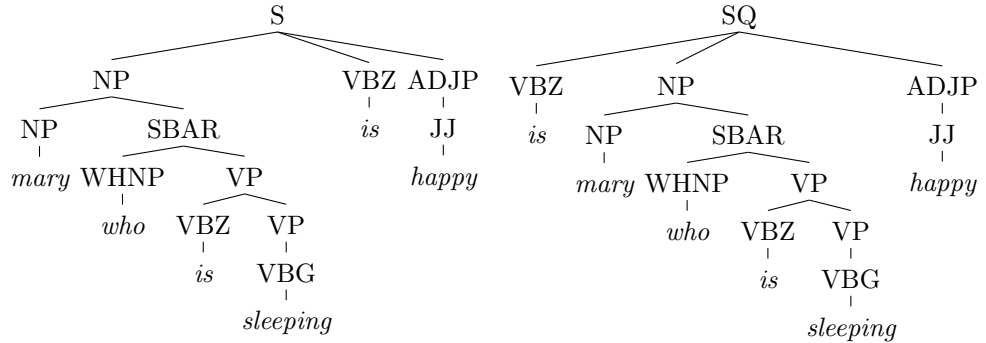 S SQ
NP VBZ ADJP VBZ NP ADJP
NP SBAR is JJ is NP SBAR JJ
mary WHNP VP happy mary WHNP VP happy
who VBZ VP who VBZ VP
is VBG is VBG
sleeping sleeping